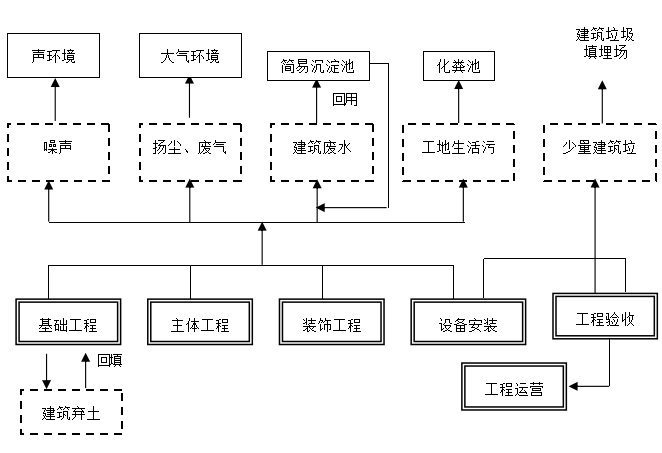 建筑垃圾
填埋场
声环境
大气环境
简易沉淀池
化粪池
回用
噪声
扬尘、废气
建筑废水
工地生活污
少量建筑垃
基础工程
主体工程
装饰工程
设备安装
工程验收
回填
工程运营
建筑弃土